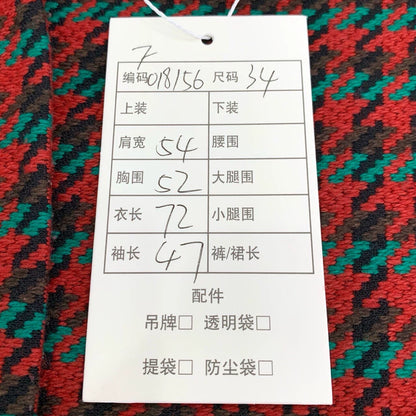 7
编码 018156 尺码 34
上装 下装
肩宽 54 腰围
胸围 52 大腿围
衣长 72 小腿围
袖长 47 裤/裙长
配件
吊牌□ 透明袋□
提袋□ 防尘袋□